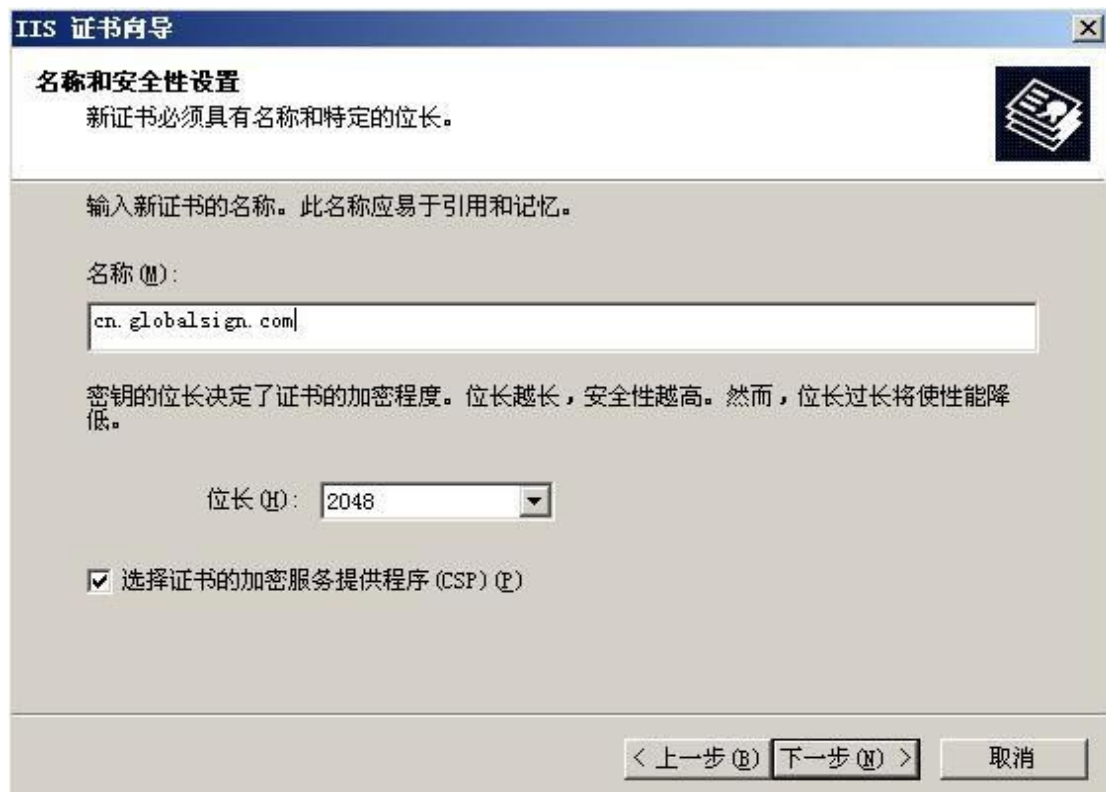 IIS 证书向导
名称和安全性设置
新证书必须具有名称和特定的位长。
输入新证书的名称。此名称应易于引用和记忆。
名称(M):
cn.globalsign.com
密钥的位长决定了证书的加密程度。位长越长,安全性越高。然而,位长过长将使性能降
低。
位长(H): 2048
选择证书的加密服务提供程序(CSP)(P)
< 上一步(B) 下一步(N) > 取消